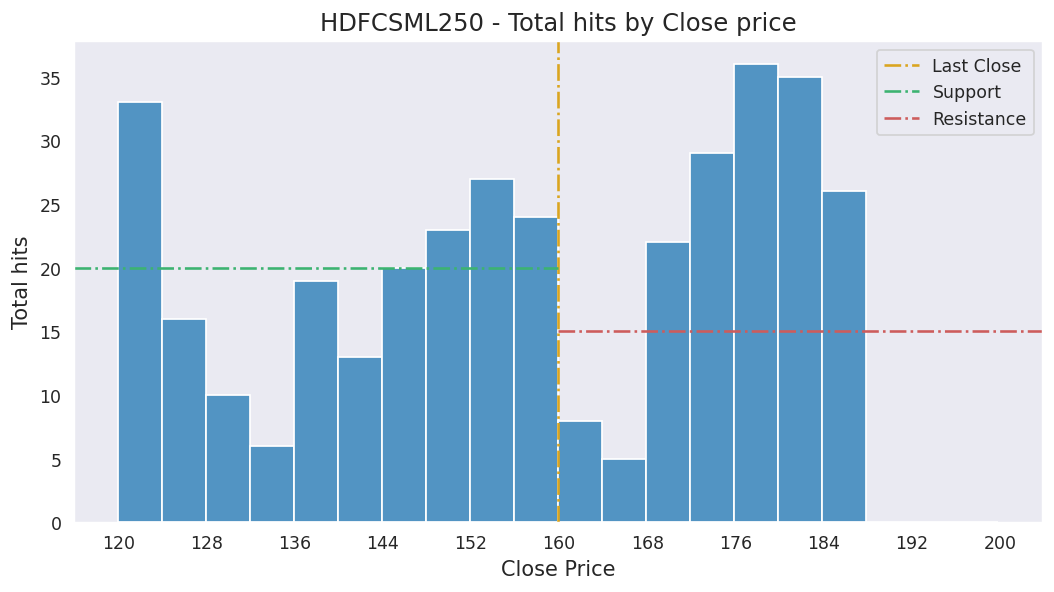 HDFCSML250 - Total hits by Close price
Last Close
Support
Resistance
Total hits
35
30
25
20
15
10
5
0
120 128 136 144 152 160 168 176 184 192 200
Close Price